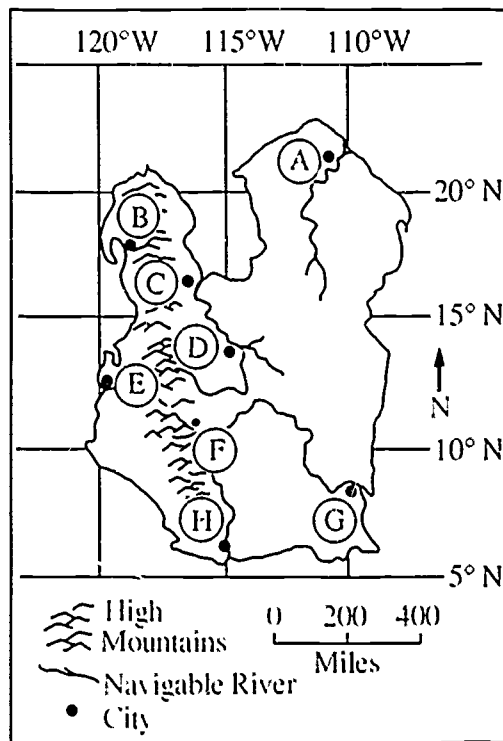 120°W 115°W 110°W
A
20° N
B
C
15° N
D
E
N
10° N
F
H
G
5° N
High
Mountains
0 200 400
Miles
Navigable River
City